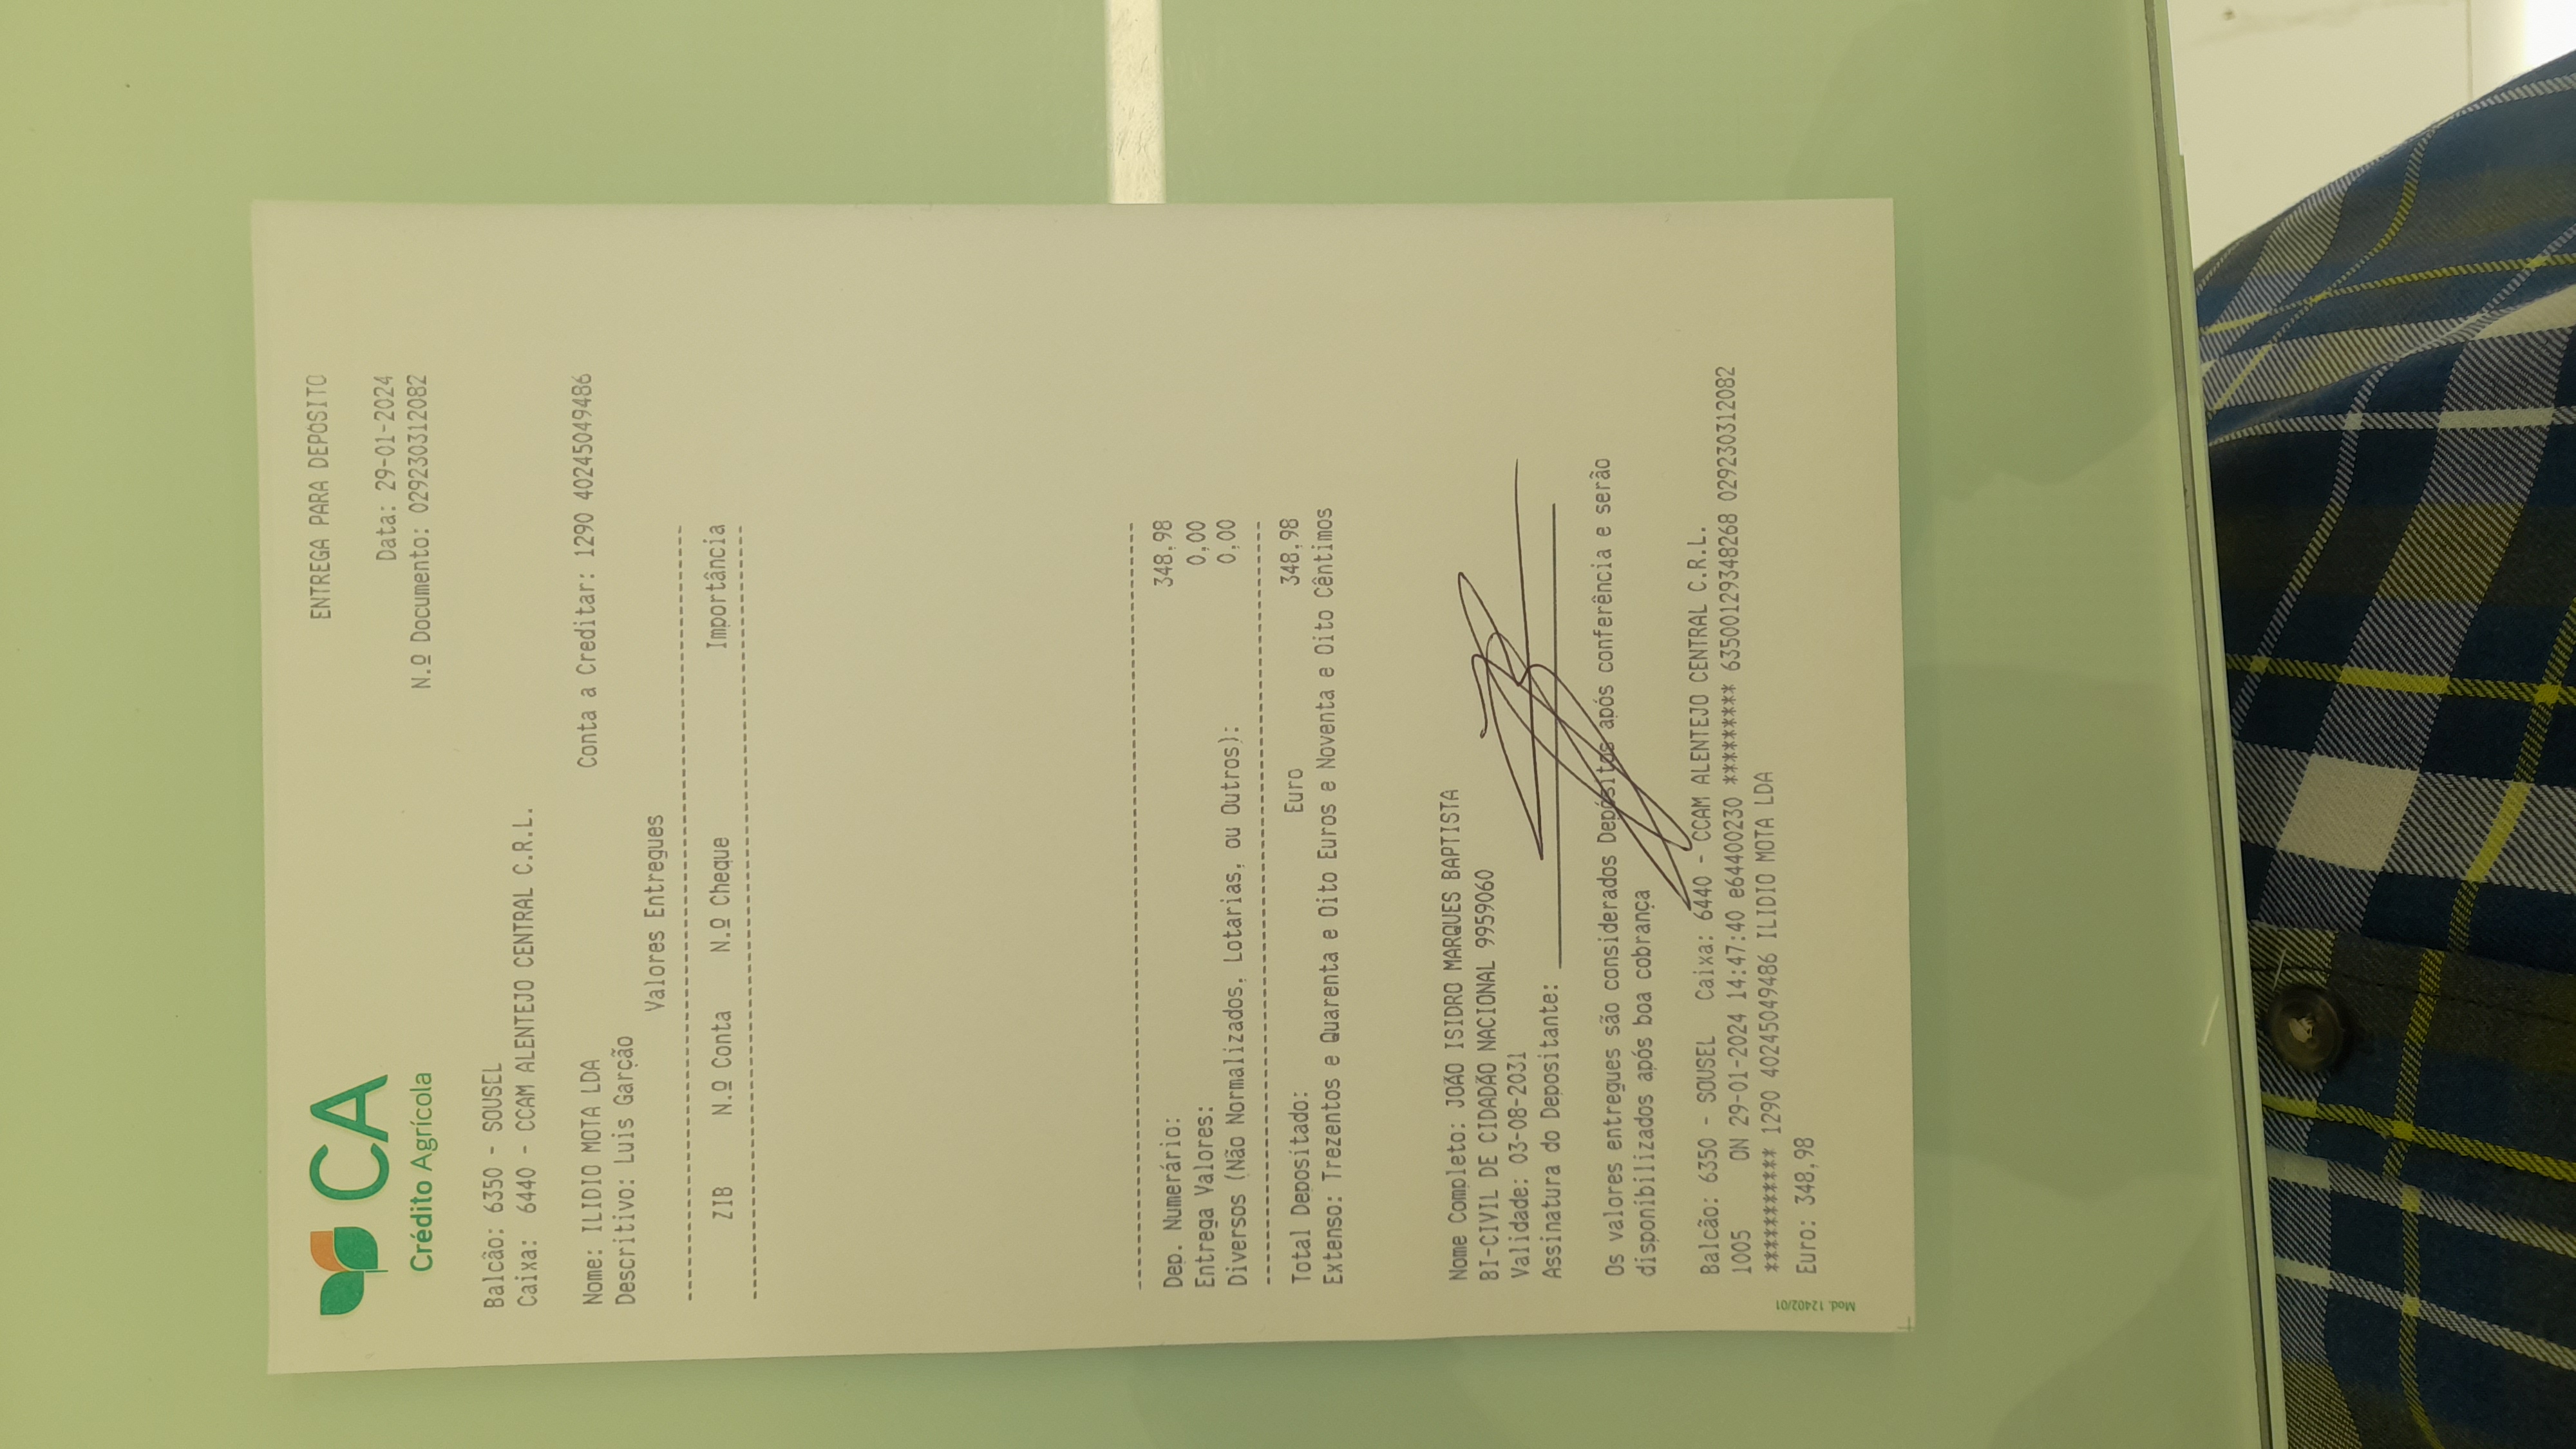 CA
Crédito Agrícola
ENTREGA PARA DEPOSITO
Data: 29-01-2024
N.º Documento: 029230312082
Balcão: 6350 - SOUSEL
Caixa: 6440 - CCAM ALENTEJO CENTRAL C.R.L.
Nome: ILIDIO MOTA LDA Conta a Creditar: 1290 40245049486
Descritivo: Luis Garção
Valores Entregues
ZIB N.º Conta N.º Cheque Importância
Dep. Numerário: 348,98
Entrega Valores: 0,00
Diversos (Não Normalizados, Lotarias, ou Outros): 0,00
Total Depositado: Euro 348,98
Extenso: Trezentos e Quarenta e Oito Euros e Noventa e Oito Cêntimos
Nome Completo: JOÃO ISIDRO MARQUES BAPTISTA
BI-CIVIL DE CIDADÃO NACIONAL 9959060
Validade: 03-08-2031
Assinatura do Depositante:
Os valores entregues são considerados Depósitos após conferência e serão
disponibilizados após boa cobrança
Balcão: 6350 - SOUSEL Caixa: 6440 - CCAM ALENTEJO CENTRAL C.R.L.
1005 ON 29-01-2024 14:47:40 e64400230 ********* 635001293482​68 029230312082
*********** 1290 40245049486 ILIDIO MOTA LDA
Euro: 348,98
Mod. 12402/01